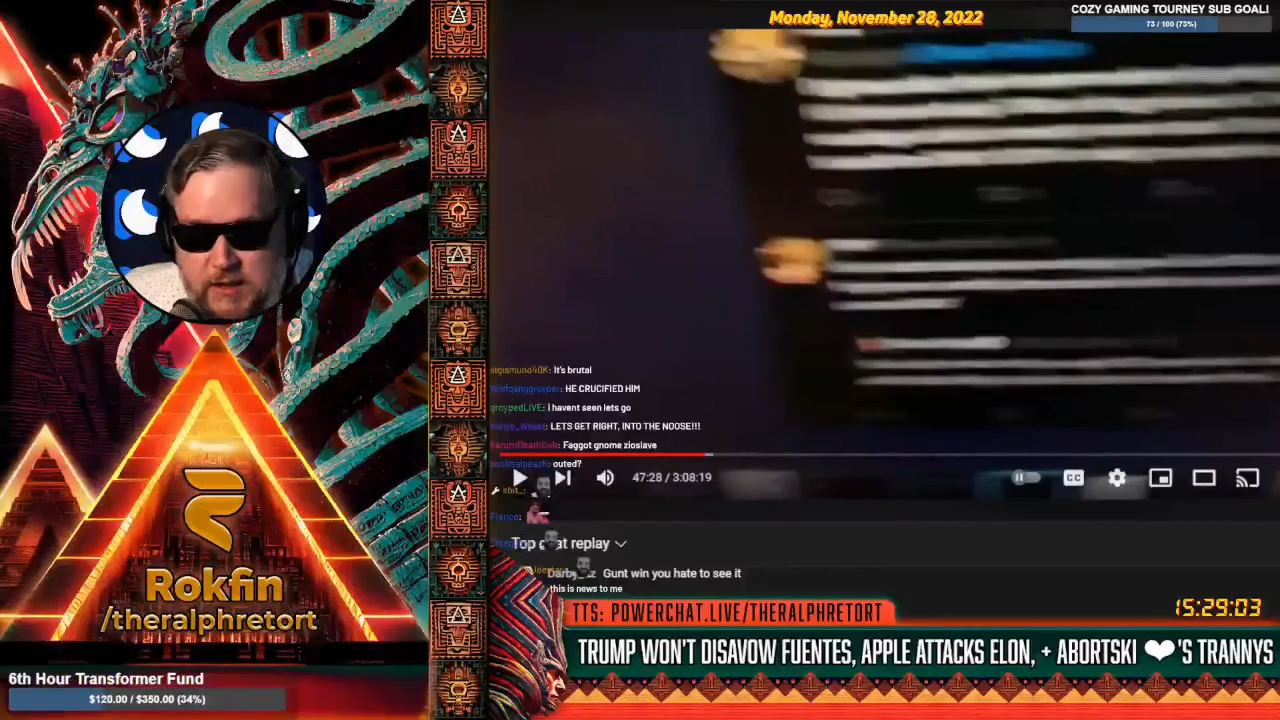 Monday, November 28, 2022
COZY GAMING TOURNEY SUB GOAL!
73 / 100 (73%)
It's brutal
HE CRUCIFIED HIM
groypedLIVE: I havent seen lets go
LETS GET RIGHT, INTO THE NOOSE!!!
Faggot gnome zioslave
outed?
47:28 / 3:08:19
CC
sbit_:
Franco:
Top chat replay
Gunt win you hate to see it
this is news to me
Rokfin
/theralphretort
TTS: POWERCHAT.LIVE/THERALPHRETORT
15:29:03
TRUMP WON'T DISAVOW FUENTES, APPLE ATTACKS ELON, + ABORTSKI ❤'S TRANNYS
6th Hour Transformer Fund
$120.00 / $350.00 (34%)